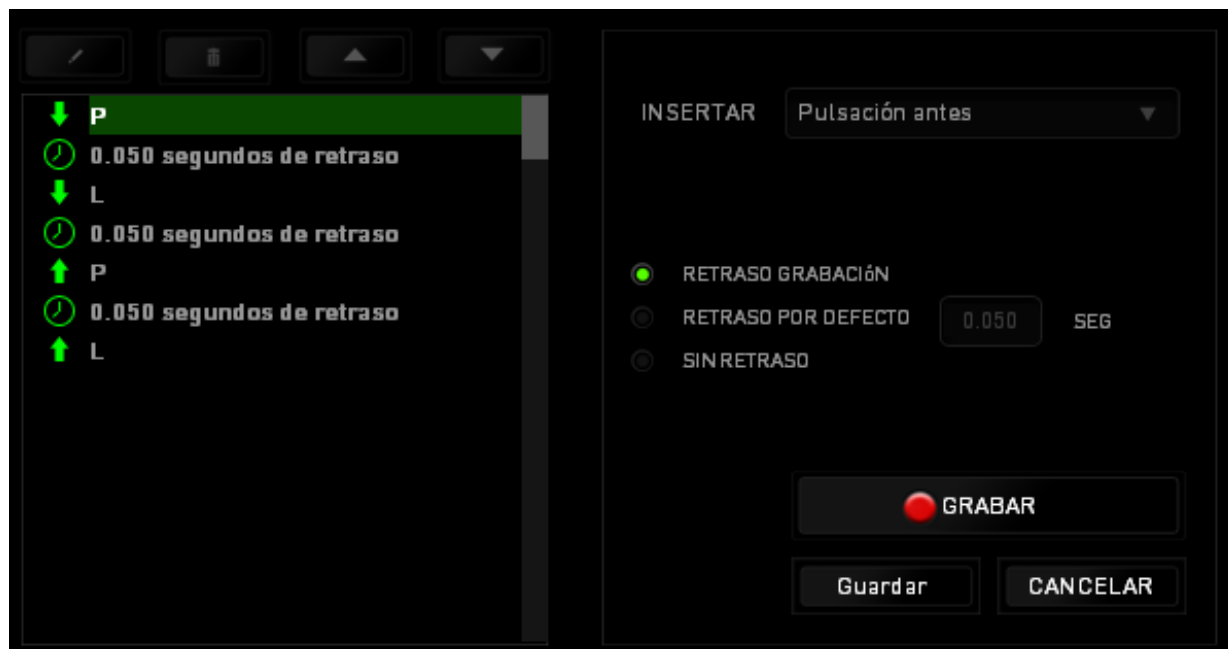 P
0.050 segundos de retraso
L
0.050 segundos de retraso
P
0.050 segundos de retraso
L
INSERTAR Pulsación antes
RETRASO GRABACIóN
RETRASO POR DEFECTO 0.050 SEG
SIN RETRASO
GRABAR
Guardar CANCELAR